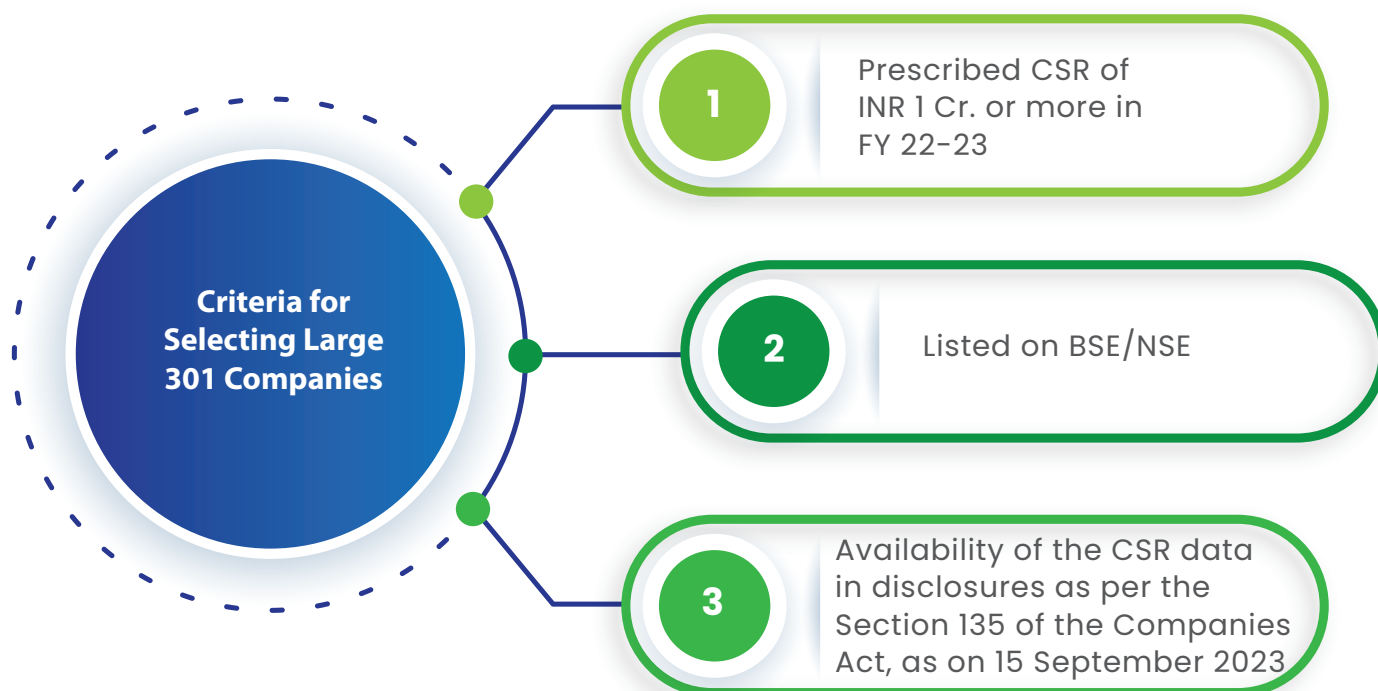 Criteria for
Selecting Large
301 Companies
1
Prescribed CSR of
INR 1 Cr. or more in
FY 22-23
2
Listed on BSE/NSE
3
Availability of the CSR data
in disclosures as per the
Section 135 of the Companies
Act, as on 15 September 2023